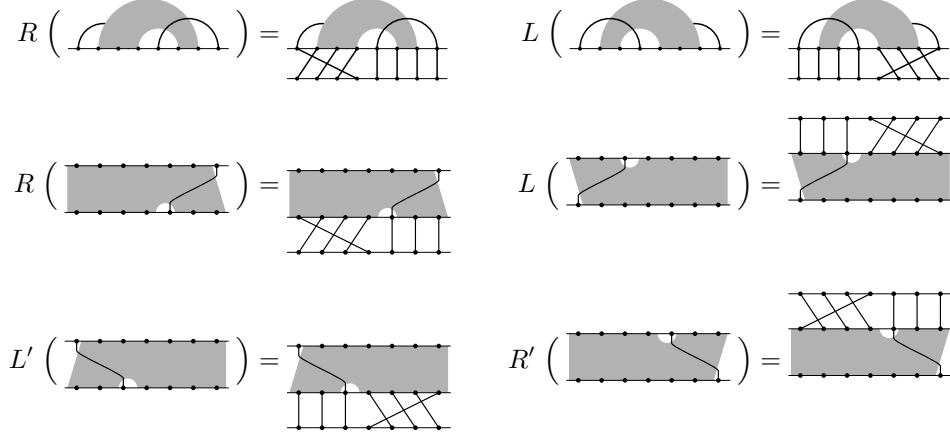 R ( ) = L ( ) =
R ( ) = L ( ) =
L′ ( ) = R′ ( ) =